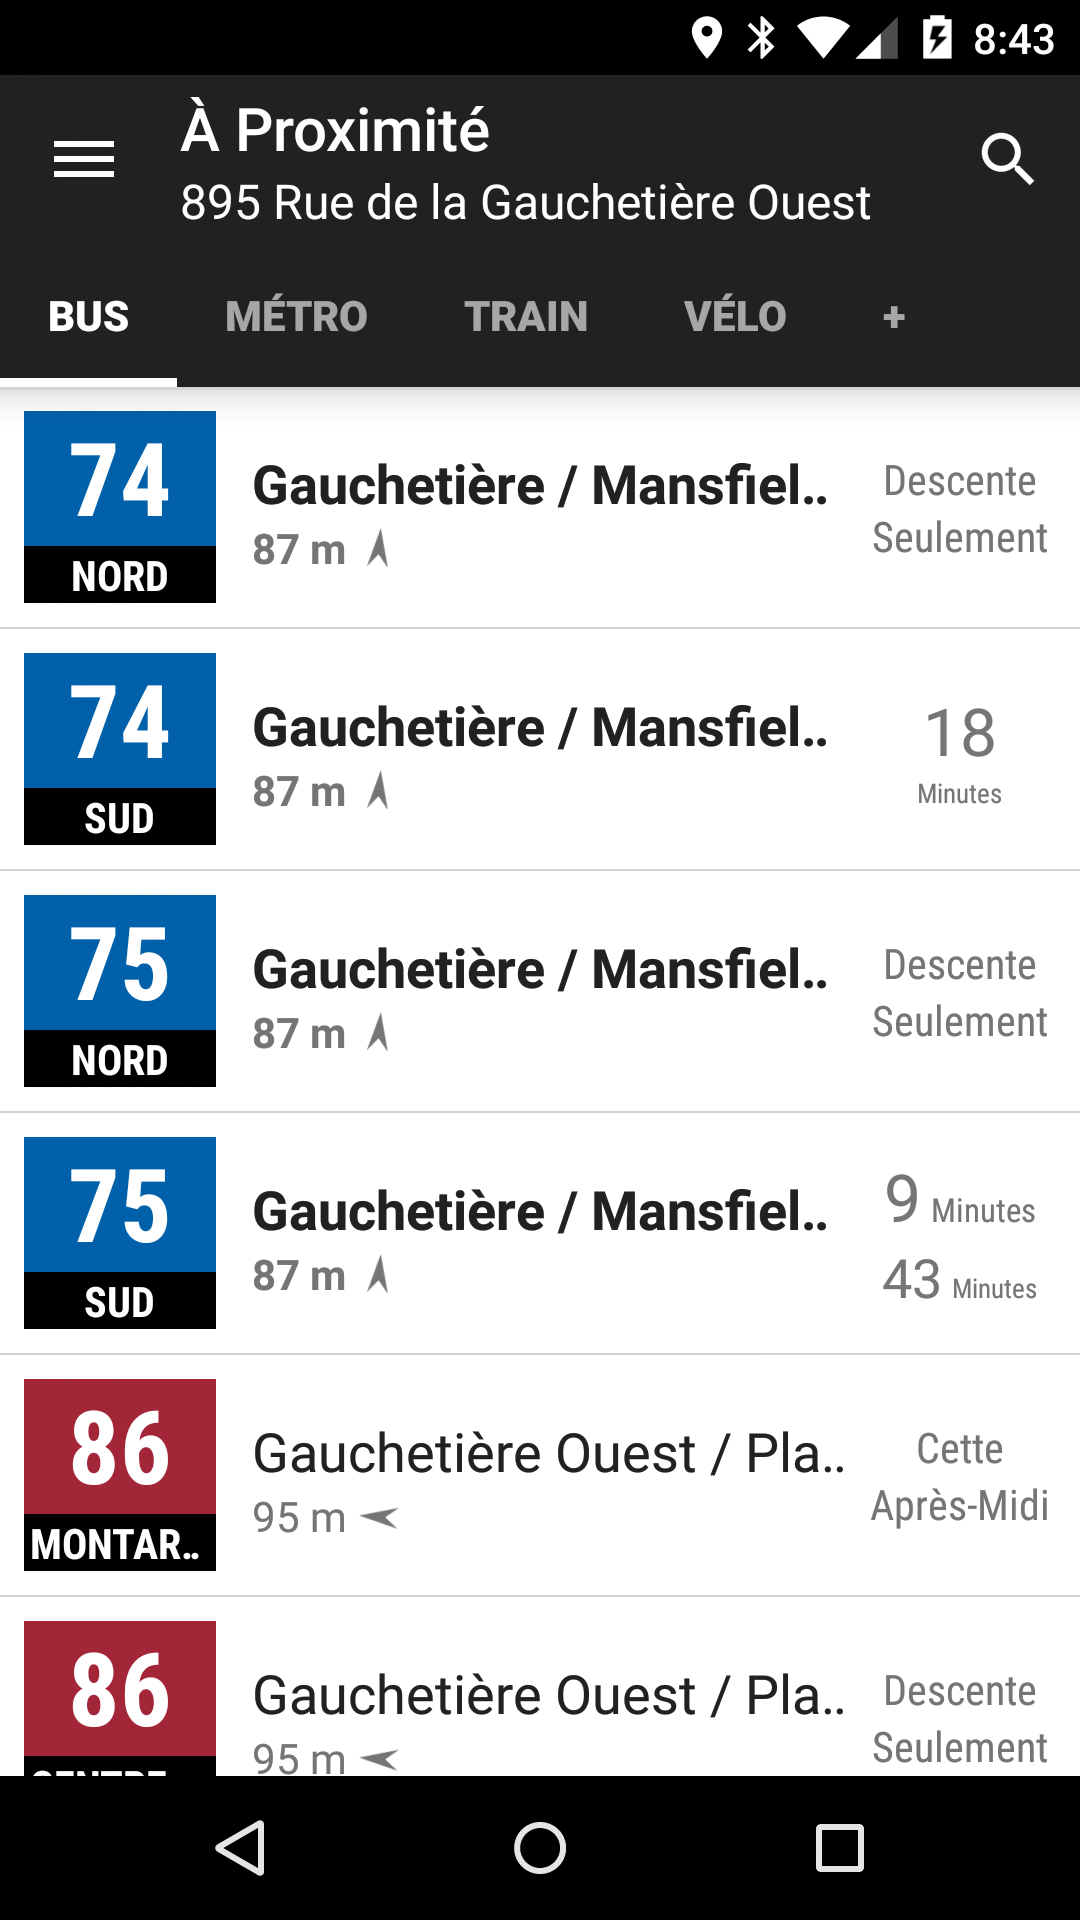 8:43
À Proximité
895 Rue de la Gauchetière Ouest
BUS MÉTRO TRAIN VÉLO +
74
NORD
Gauchetière / Mansfiel..
87 m
Descente
Seulement
74
SUD
Gauchetière / Mansfiel..
87 m
18
Minutes
75
NORD
Gauchetière / Mansfiel..
87 m
Descente
Seulement
75
SUD
Gauchetière / Mansfiel..
87 m
9 Minutes
43 Minutes
86
MONTAR..
Gauchetière Ouest / Pla..
95 m
Cette
Après-Midi
86
Gauchetière Ouest / Pla..
95 m
Descente
Seulement